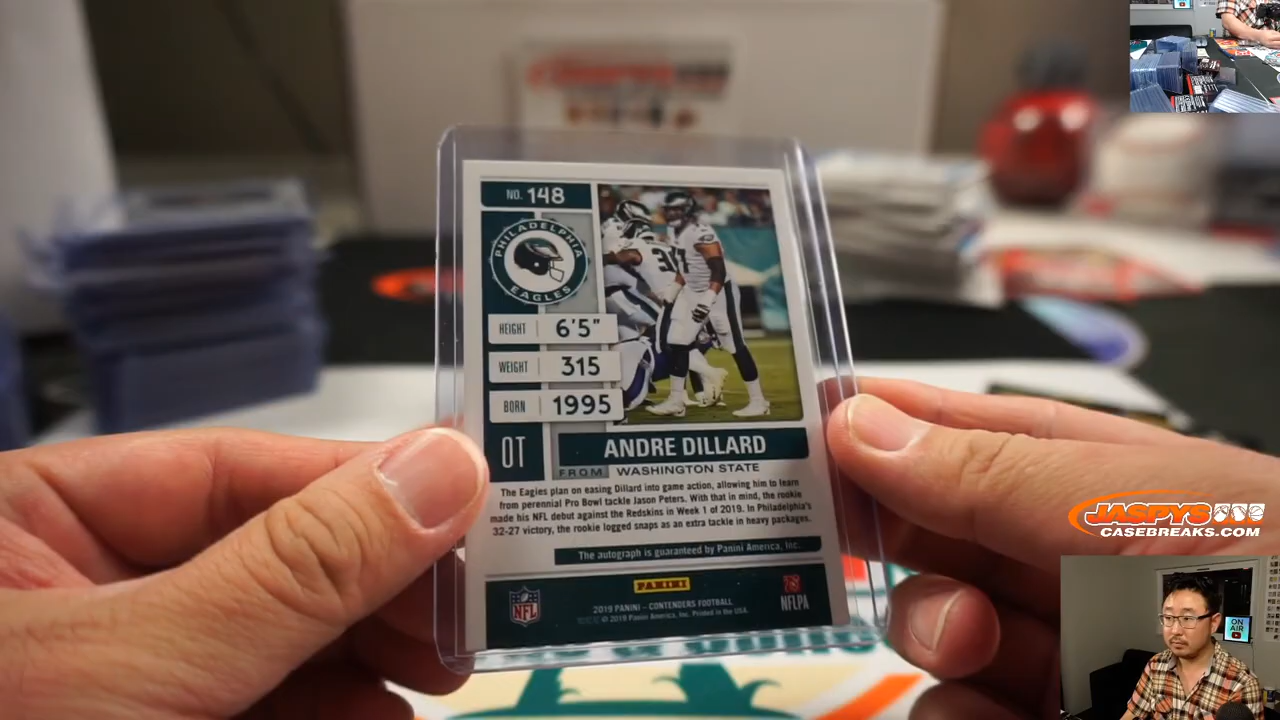 NO. 148
PHILADELPHIA
EAGLES
HEIGHT 6'5"
WEIGHT 315
BORN 1995
OT
ANDRE DILLARD
FROM WASHINGTON STATE
The Eagles plan on easing Dillard into game action, allowing him to learn
from perennial Pro Bowl tackle Jason Peters. With that in mind, the rookie
made his NFL debut against the Redskins in Week 1 of 2019. In Philadelphia's
32-27 victory, the rookie logged snaps as an extra tackle in heavy packages.
The autograph is guaranteed by Panini America, Inc.
NFL
PANINI
2019 PANINI – CONTENDERS FOOTBALL
© 2019 Panini America, Inc. Printed in the USA.
NFLPA
JASPYS
CASEBREAKS.COM
ON
AIR